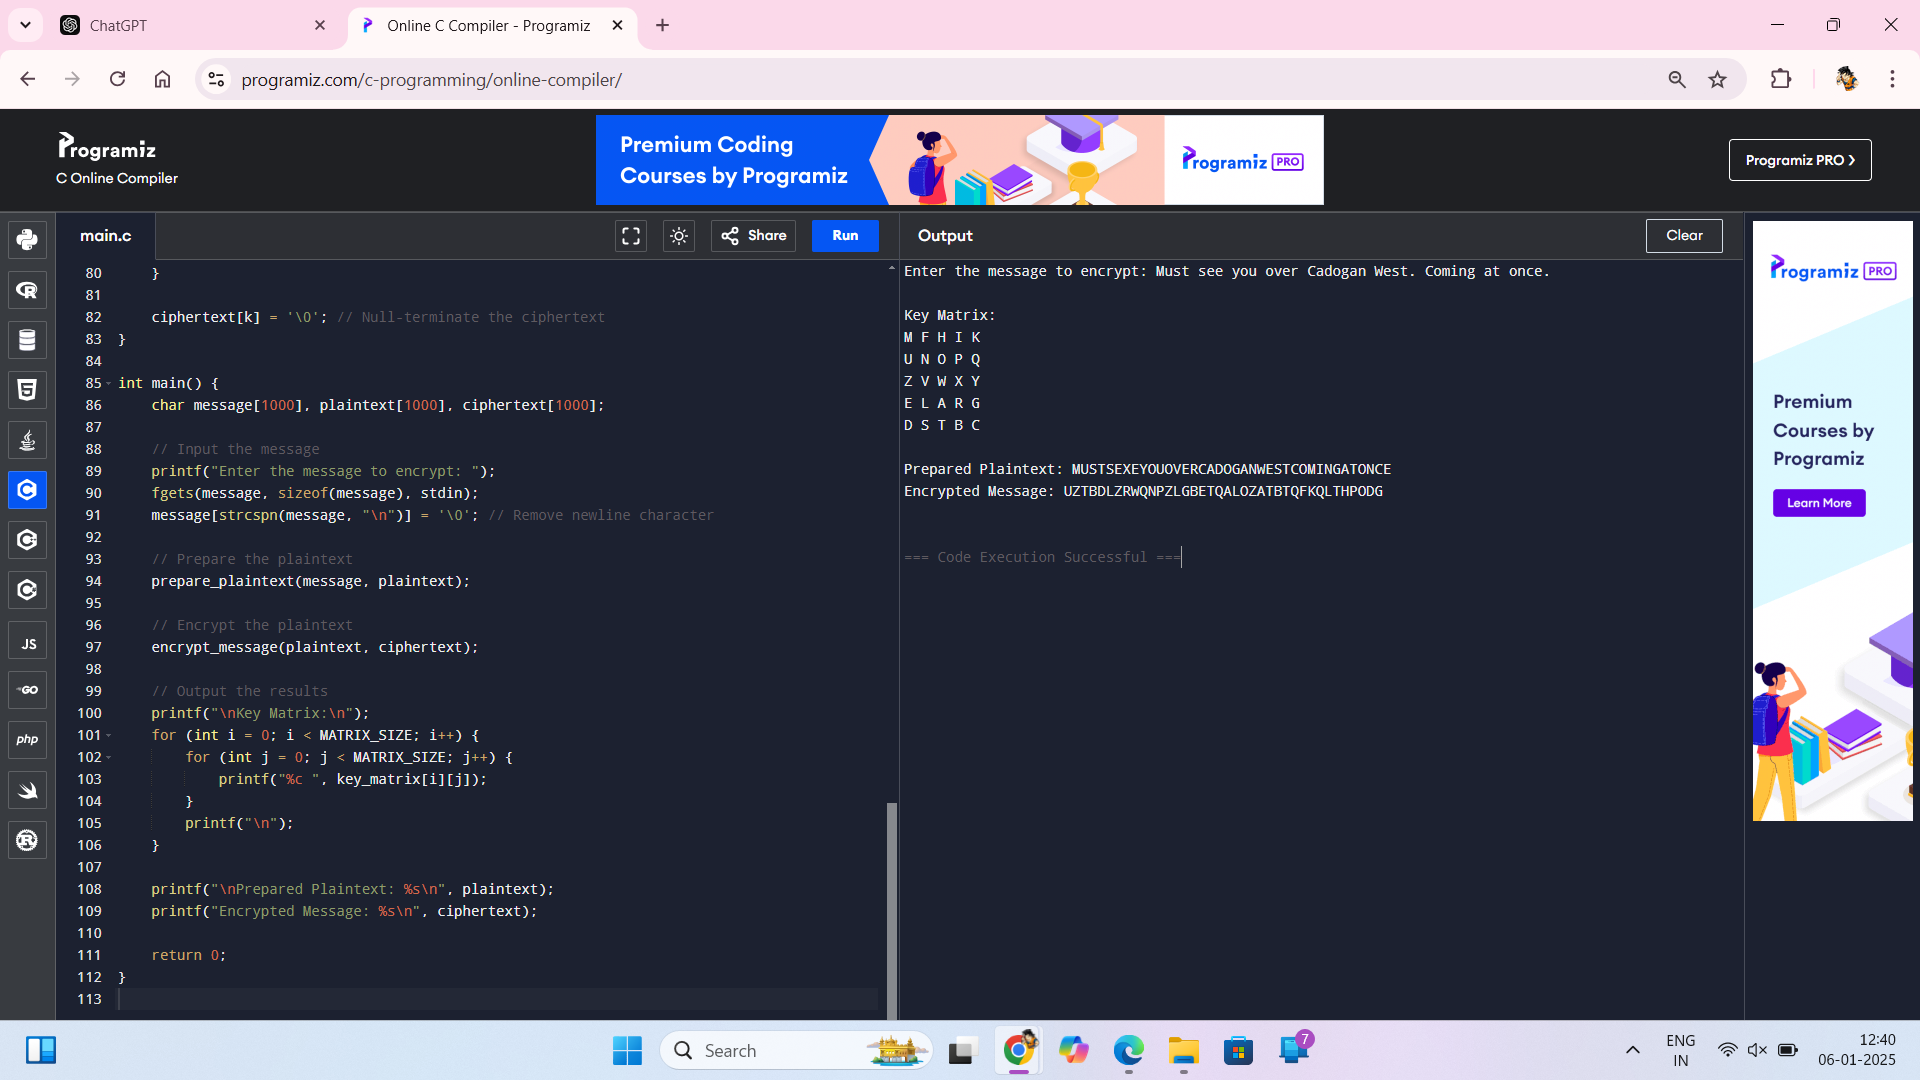 ChatGPT
Online C Compiler - Programiz
programiz.com/c-programming/online-compiler/
Programiz
C Online Compiler
Premium Coding
Courses by Programiz
Programiz PRO
Programiz PRO
main.c
Share
Run
Output
Clear
80 }
81
82 ciphertext[k] = '\0'; // Null-terminate the ciphertext
83 }
84
85 int main() {
86 char message[1000], plaintext[1000], ciphertext[1000];
87
88 // Input the message
89 printf("Enter the message to encrypt: ");
90 fgets(message, sizeof(message), stdin);
91 message[strcspn(message, "\n")] = '\0'; // Remove newline character
92
93 // Prepare the plaintext
94 prepare_plaintext(message, plaintext);
95
96 // Encrypt the plaintext
97 encrypt_message(plaintext, ciphertext);
98
99 // Output the results
100 printf("\nKey Matrix:\n");
101 for (int i = 0; i < MATRIX_SIZE; i++) {
102 for (int j = 0; j < MATRIX_SIZE; j++) {
103 printf("%c ", key_matrix[i][j]);
104 }
105 printf("\n");
106 }
107
108 printf("\nPrepared Plaintext: %s\n", plaintext);
109 printf("Encrypted Message: %s\n", ciphertext);
110
111 return 0;
112 }
113
Enter the message to encrypt: Must see you over Cadogan West. Coming at once.
Key Matrix:
M F H I K
U N O P Q
Z V W X Y
E L A R G
D S T B C
Prepared Plaintext: MUSTSEXEYOUOVERCADOGANWESTCOMINGATONCE
Encrypted Message: UZTBDLZRWQNPZLGBETQALOZATBTQFKQLTHPODG
=== Code Execution Successful ===
Programiz PRO
Premium
Courses by
Programiz
Learn More
JS
GO
php
Search
7
ENG
IN
12:40
06-01-2025